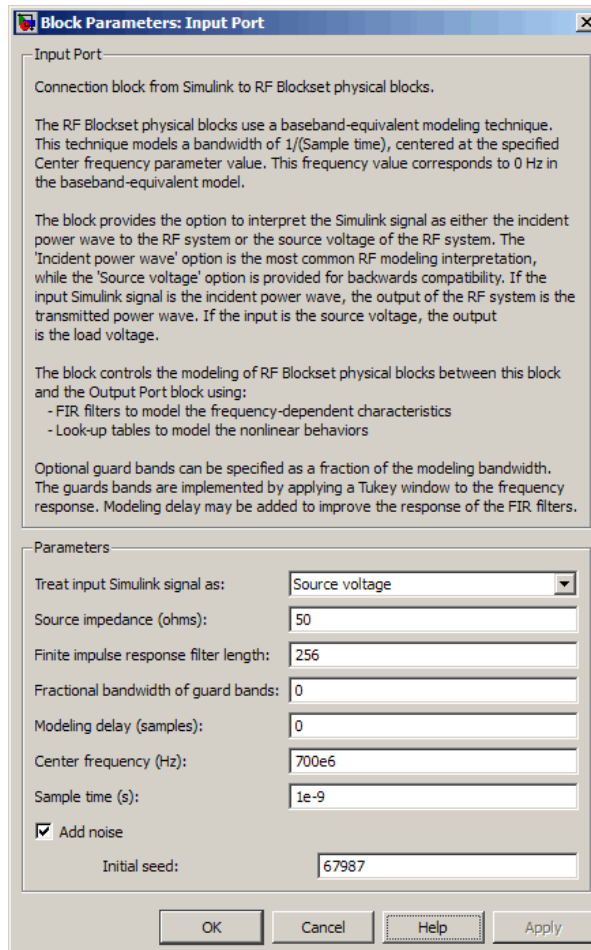 Block Parameters: Input Port
Input Port
Connection block from Simulink to RF Blockset physical blocks.
The RF Blockset physical blocks use a baseband-equivalent modeling technique.
This technique models a bandwidth of 1/(Sample time), centered at the specified
Center frequency parameter value. This frequency value corresponds to 0 Hz in
the baseband-equivalent model.
The block provides the option to interpret the Simulink signal as either the incident
power wave to the RF system or the source voltage of the RF system. The
'Incident power wave' option is the most common RF modeling interpretation,
while the 'Source voltage' option is provided for backwards compatibility. If the
input Simulink signal is the incident power wave, the output of the RF system is the
transmitted power wave. If the input is the source voltage, the output
is the load voltage.
The block controls the modeling of RF Blockset physical blocks between this block
and the Output Port block using:
- FIR filters to model the frequency-dependent characteristics
- Look-up tables to model the nonlinear behaviors
Optional guard bands can be specified as a fraction of the modeling bandwidth.
The guards bands are implemented by applying a Tukey window to the frequency
response. Modeling delay may be added to improve the response of the FIR filters.
Parameters
Treat input Simulink signal as: Source voltage
Source impedance (ohms): 50
Finite impulse response filter length: 256
Fractional bandwidth of guard bands: 0
Modeling delay (samples): 0
Center frequency (Hz): 700e6
Sample time (s): 1e-9
Add noise
Initial seed: 67987
OK Cancel Help Apply